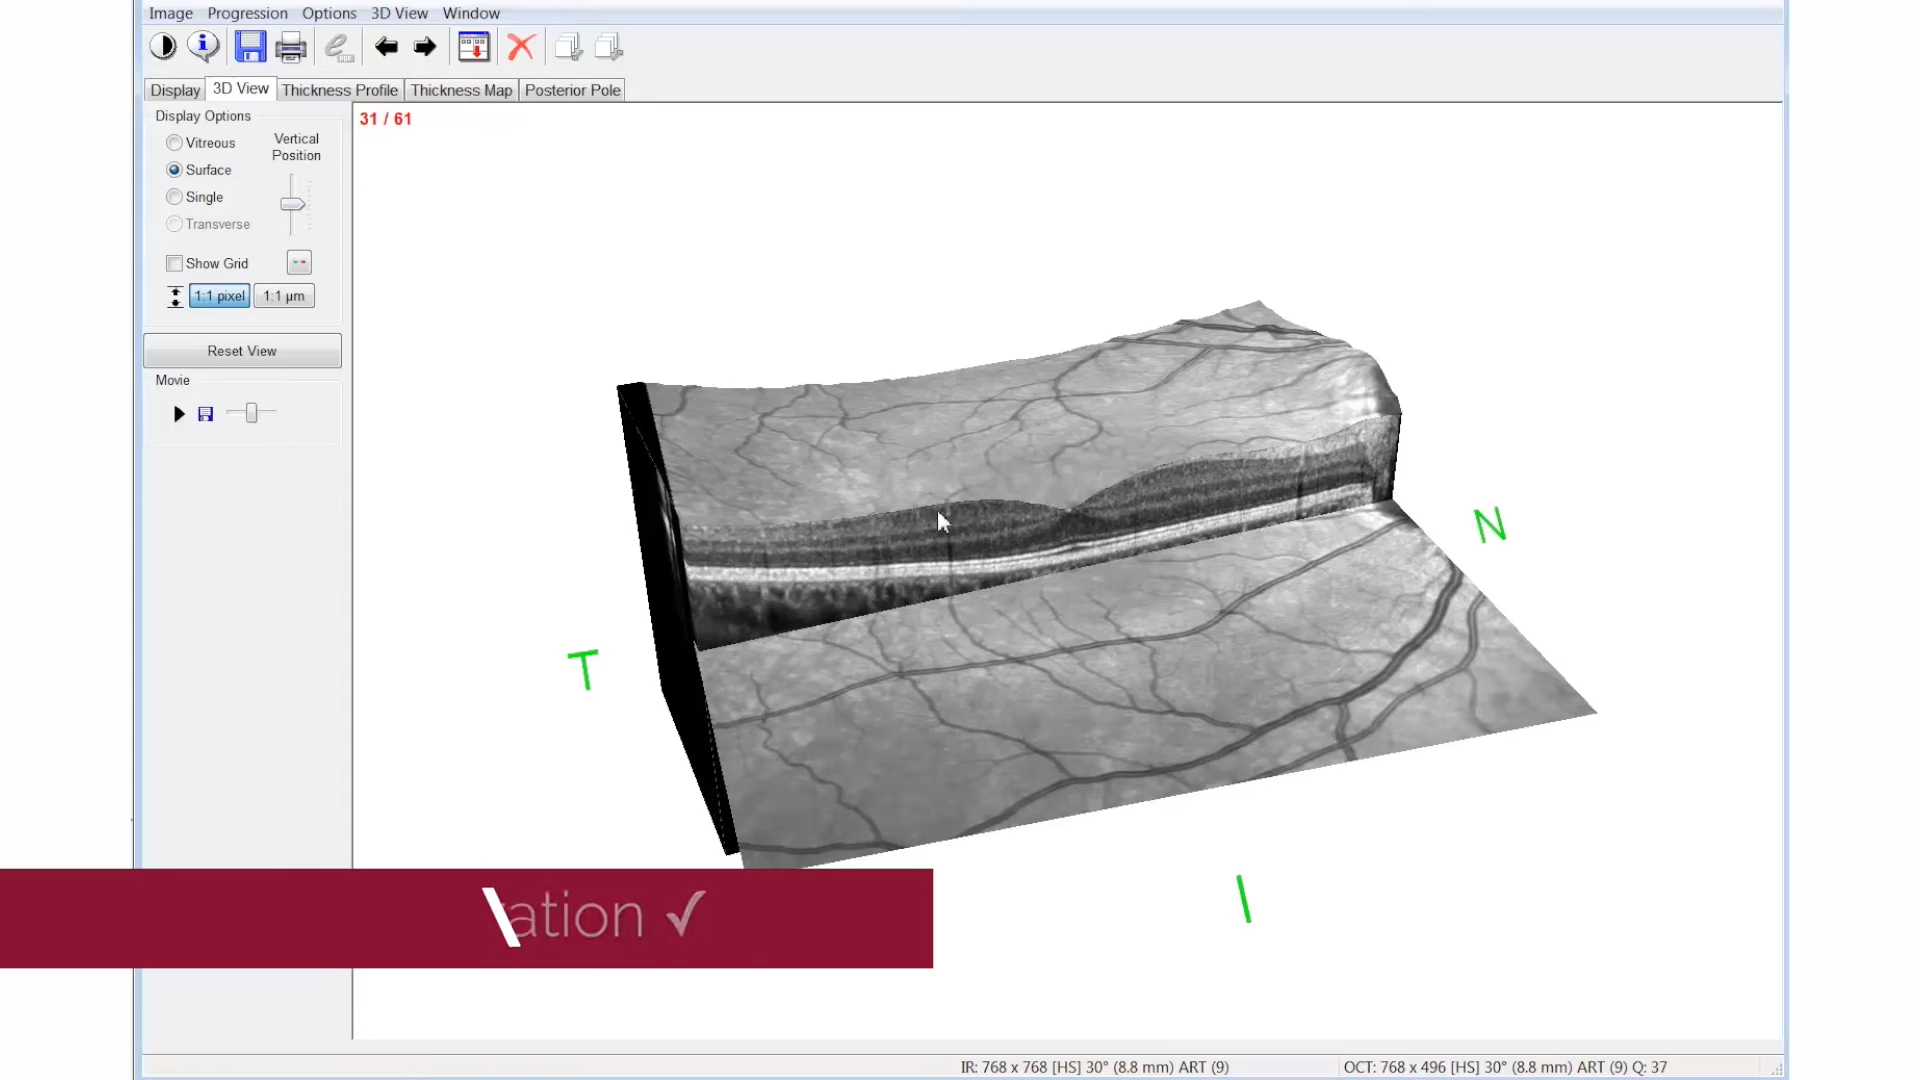 Image Progression Options 3D View Window
Display 3D View Thickness Profile Thickness Map Posterior Pole
Display Options
31 / 61
Vitreous
Vertical
Position
Surface
Single
Transverse
Show Grid
1:1 pixel 1:1 µm
Reset View
Movie
N
T
I
ation ✓
IR: 768 x 768 [HS] 30° (8.8 mm) ART (9)
OCT: 768 x 496 [HS] 30° (8.8 mm) ART (9) Q: 37